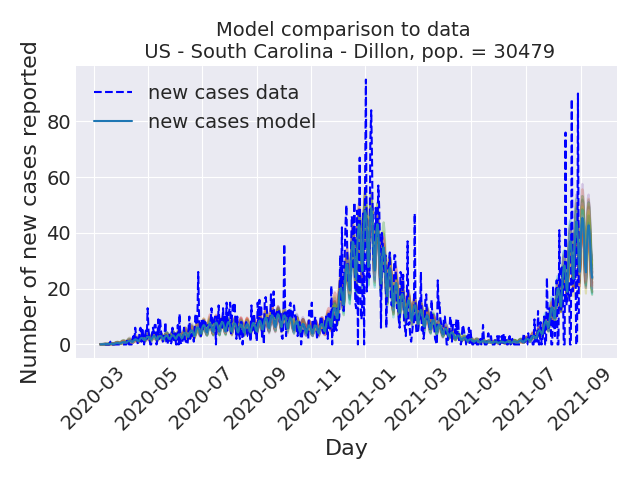 Model comparison to data
US - South Carolina - Dillon, pop. = 30479
new cases data
new cases model
Number of new cases reported
80
60
40
20
0
2020-03
2020-05
2020-07
2020-09
2020-11
2021-01
2021-03
2021-05
2021-07
2021-09
Day